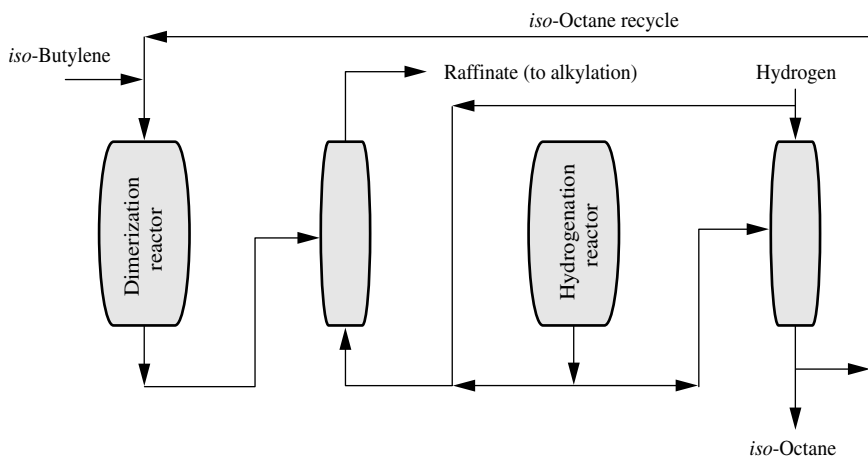 iso-Octane recycle
iso-Butylene
Raffinate (to alkylation)
Hydrogen
Dimerization
reactor
Hydrogenation
reactor
iso-Octane